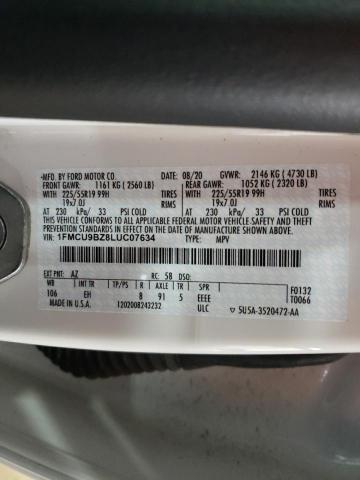 MFD. BY FORD MOTOR CO. 08/20 GVWR: 2146 KG ( 4730 LB)
FRONT GAWR: 1161 KG ( 2560 LB) REAR GAWR: 1052 KG ( 2320 LB)
WITH 225/55R19 99H TIRES WITH 225/55R19 99H TIRES
19x7.0J RIMS 19x7.0J RIMS
AT 230 kPa/ 33 PSI COLD AT 230 kPa/ 33 PSI COLD
THIS VEHICLE CONFORMS TO ALL APPLICABLE FEDERAL MOTOR VEHICLE SAFETY, BUMPER, AND THEFT
PREVENTION STANDARDS IN EFFECT ON THE DATE OF MANUFACTURE SHOWN ABOVE.
VIN: 1FMCU9BZ8LUC07634 TYPE: MPV
EXT PNT: AZ RC: 58 DSO:
WB INT TR TP/PS R AXLE TR SPR F0132
106 EH 8 91 5 EEEE T0066
MADE IN U.S.A. 1202008243232 ULC 5U5A-3520472-AA